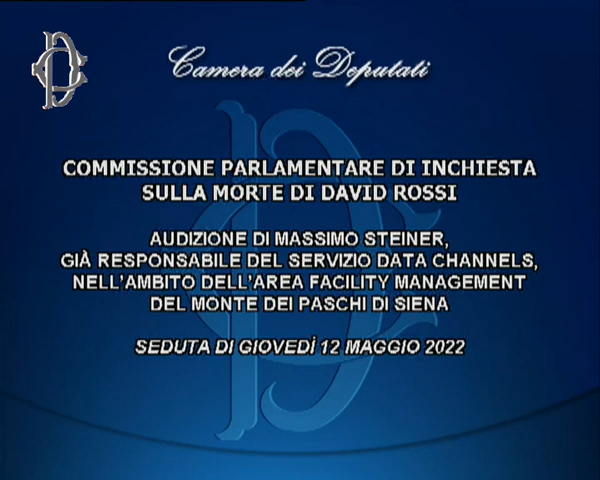 Camera dei Deputati
COMMISSIONE PARLAMENTARE DI INCHIESTA
SULLA MORTE DI DAVID ROSSI
AUDIZIONE DI MASSIMO STEINER,
GIÀ RESPONSABILE DEL SERVIZIO DATA CHANNELS,
NELL'AMBITO DELL'AREA FACILITY MANAGEMENT
DEL MONTE DEI PASCHI DI SIENA
SEDUTA DI GIOVEDÌ 12 MAGGIO 2022